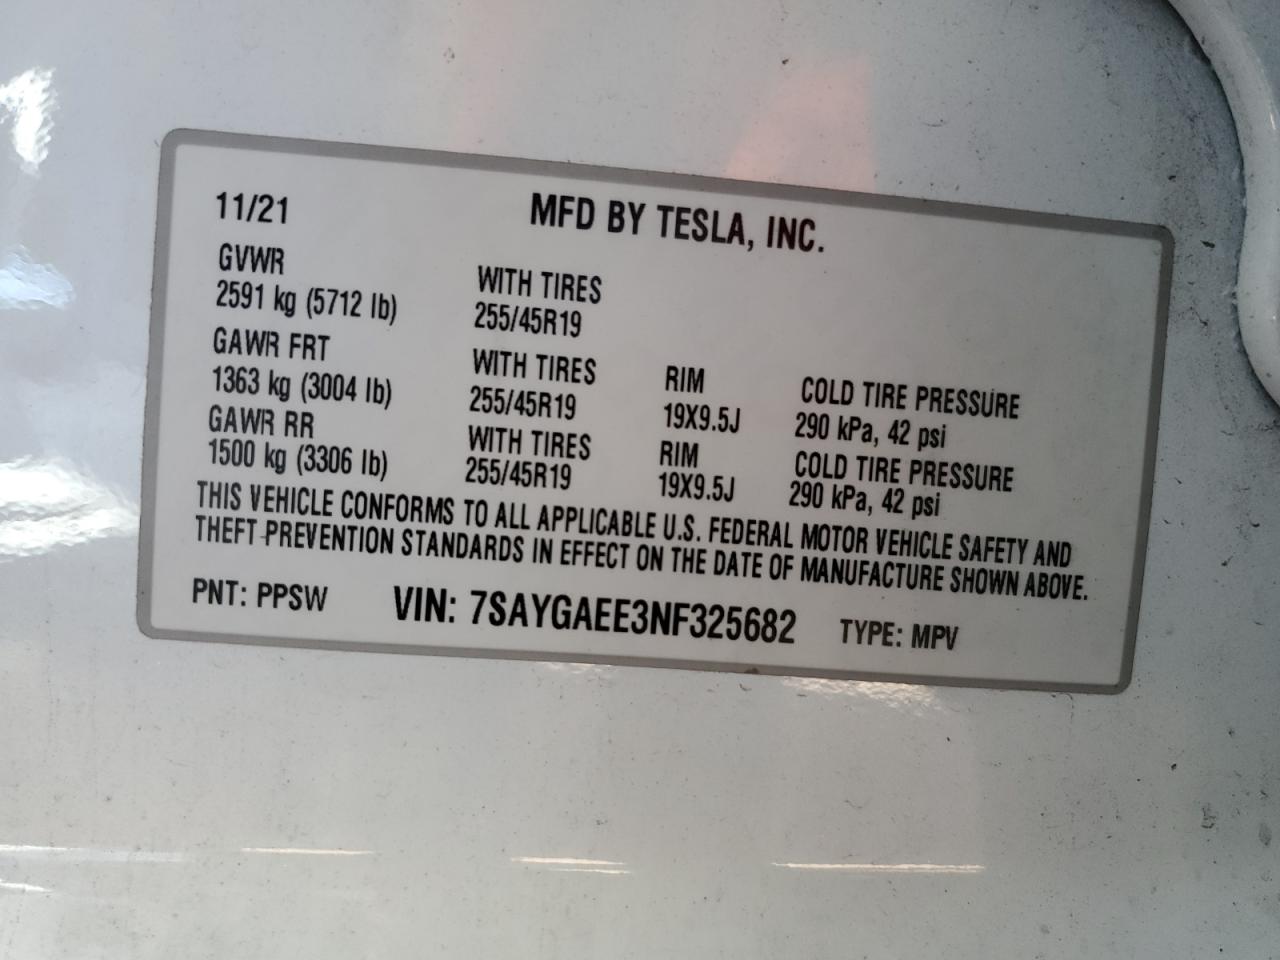 11/21 MFD BY TESLA, INC.
GVWR WITH TIRES
2591 kg (5712 lb) 255/45R19
GAWR FRT WITH TIRES RIM COLD TIRE PRESSURE
1363 kg (3004 lb) 255/45R19 19X9.5J 290 kPa, 42 psi
GAWR RR WITH TIRES RIM COLD TIRE PRESSURE
1500 kg (3306 lb) 255/45R19 19X9.5J 290 kPa, 42 psi
THIS VEHICLE CONFORMS TO ALL APPLICABLE U.S. FEDERAL MOTOR VEHICLE SAFETY AND
THEFT PREVENTION STANDARDS IN EFFECT ON THE DATE OF MANUFACTURE SHOWN ABOVE.
PNT: PPSW VIN: 7SAYGAEE3NF325682 TYPE: MPV